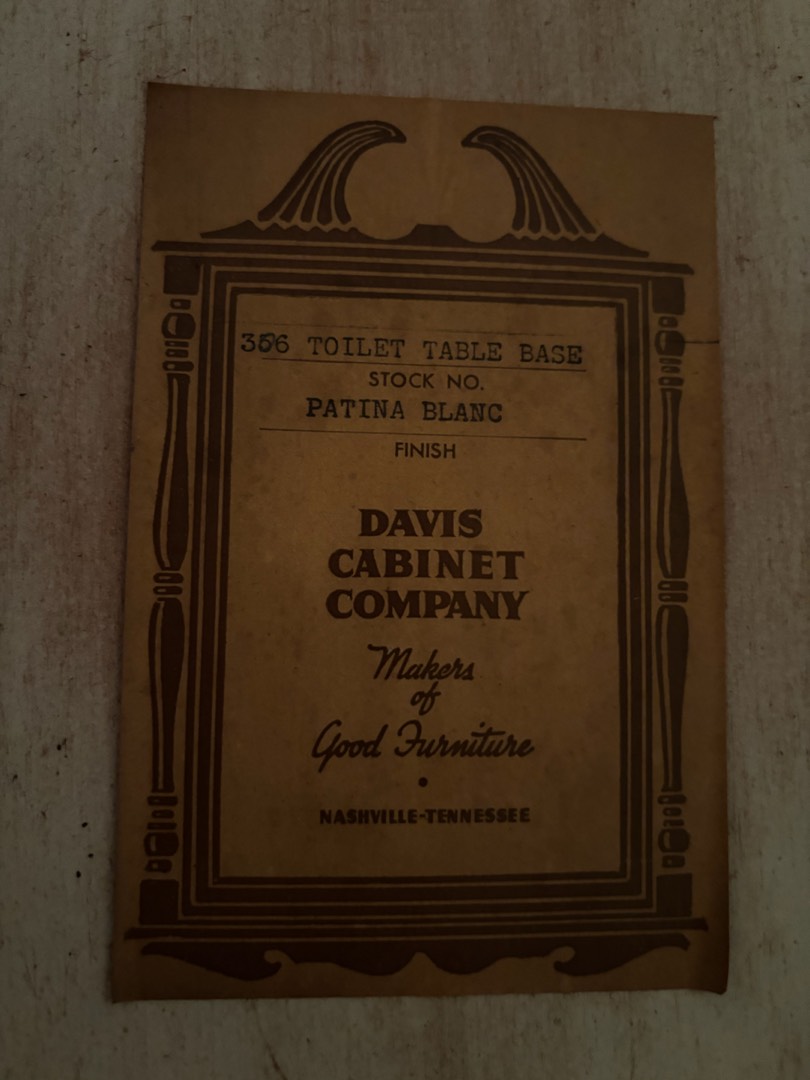 356 TOILET TABLE BASE
STOCK NO.
PATINA BLANC
FINISH
DAVIS
CABINET
COMPANY
Makers
of
Good Furniture
NASHVILLE-TENNESSEE